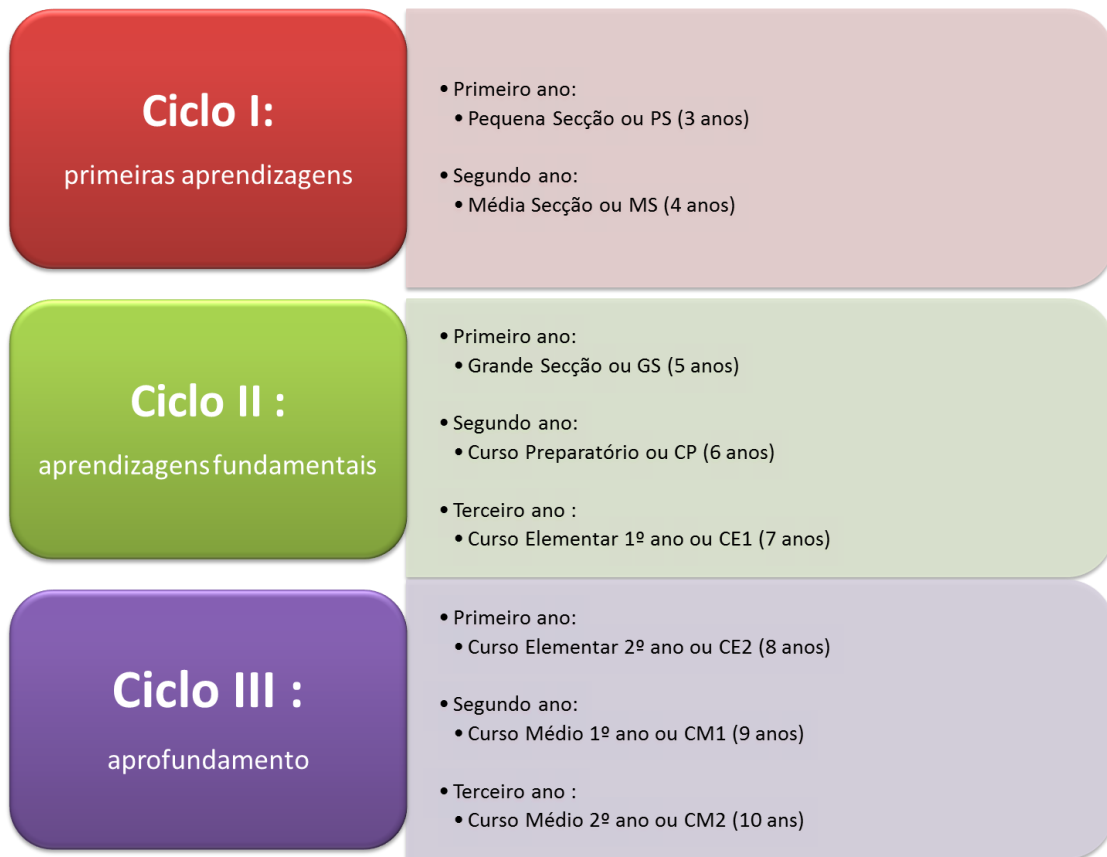 Ciclo I:
primeiras aprendizagens
• Primeiro ano:
• Pequena Secção ou PS (3 anos)
• Segundo ano:
• Média Secção ou MS (4 anos)
Ciclo II :
aprendizagens fundamentais
• Primeiro ano:
• Grande Secção ou GS (5 anos)
• Segundo ano:
• Curso Preparatório ou CP (6 anos)
• Terceiro ano :
• Curso Elementar 1º ano ou CE1 (7 anos)
Ciclo III :
aprofundamento
• Primeiro ano:
• Curso Elementar 2º ano ou CE2 (8 anos)
• Segundo ano:
• Curso Médio 1º ano ou CM1 (9 anos)
• Terceiro ano :
• Curso Médio 2º ano ou CM2 (10 ans)